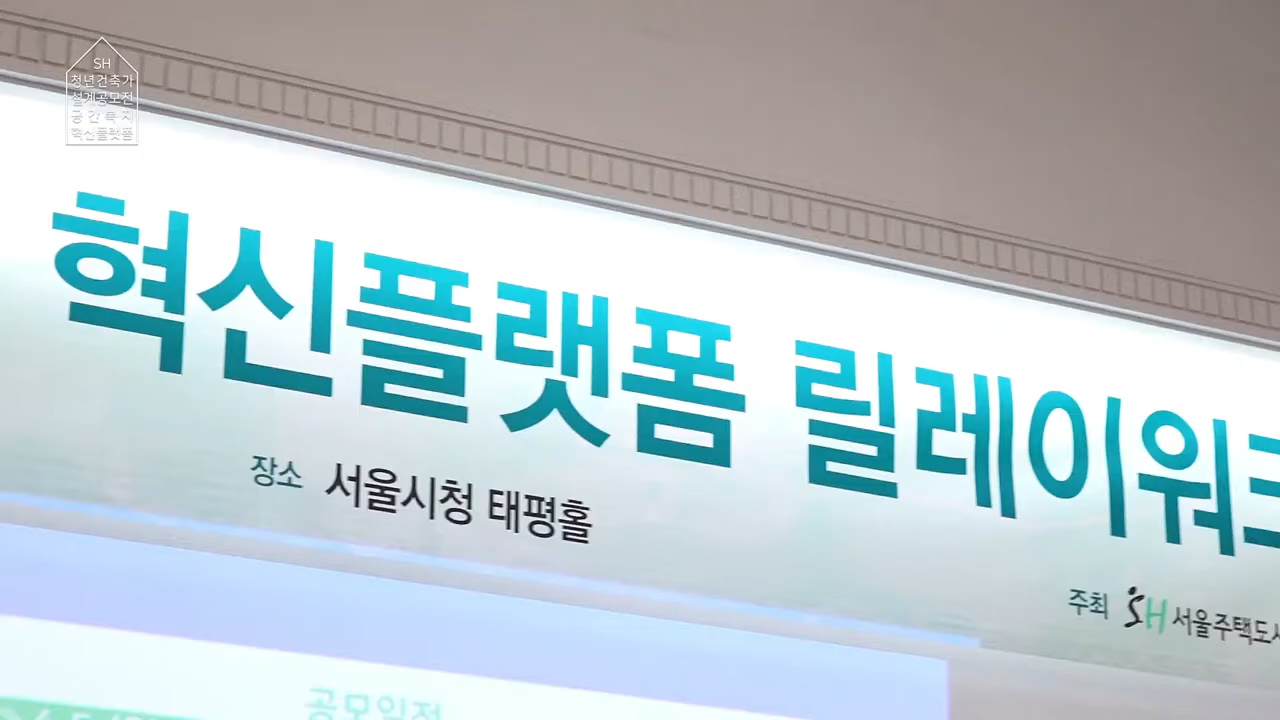 SH
청년건축가
설계공모전
공간복지
혁신플랫폼
혁신플랫폼 릴레이워크
장소 서울시청 태평홀
주최 SH 서울주택도시
공모일정